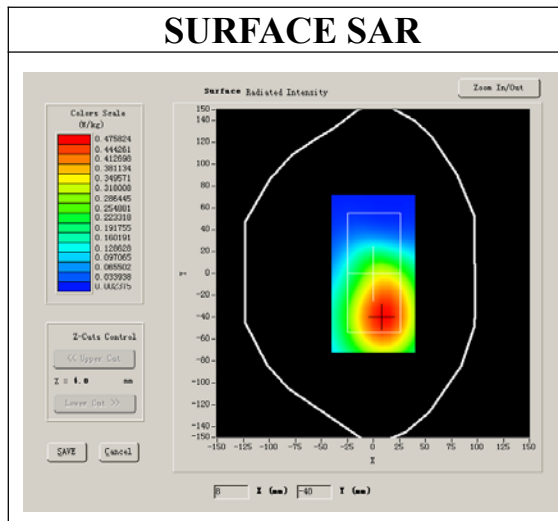 SURFACE SAR
Surface Radiated Intensity
Zoom In/Out
Colors Scale
(W/kg)
0.475824
0.444261
0.412698
0.381134
0.349571
0.318008
0.286445
0.254881
0.223318
0.191755
0.160191
0.128628
0.097065
0.065502
0.033938
0.002375
150
140
120
100
80
60
40
20
0
-20
-40
-60
-80
-100
-120
-140
-150
Y
-150 -125 -100 -75 -50 -25 0 25 50 75 100 125 150
X
Z-Cuts Control
<< Upper Cut
Z = 4.0 mm
Lower Cut >>
SAVE Cancel
8 X (mm) -40 Y (mm)